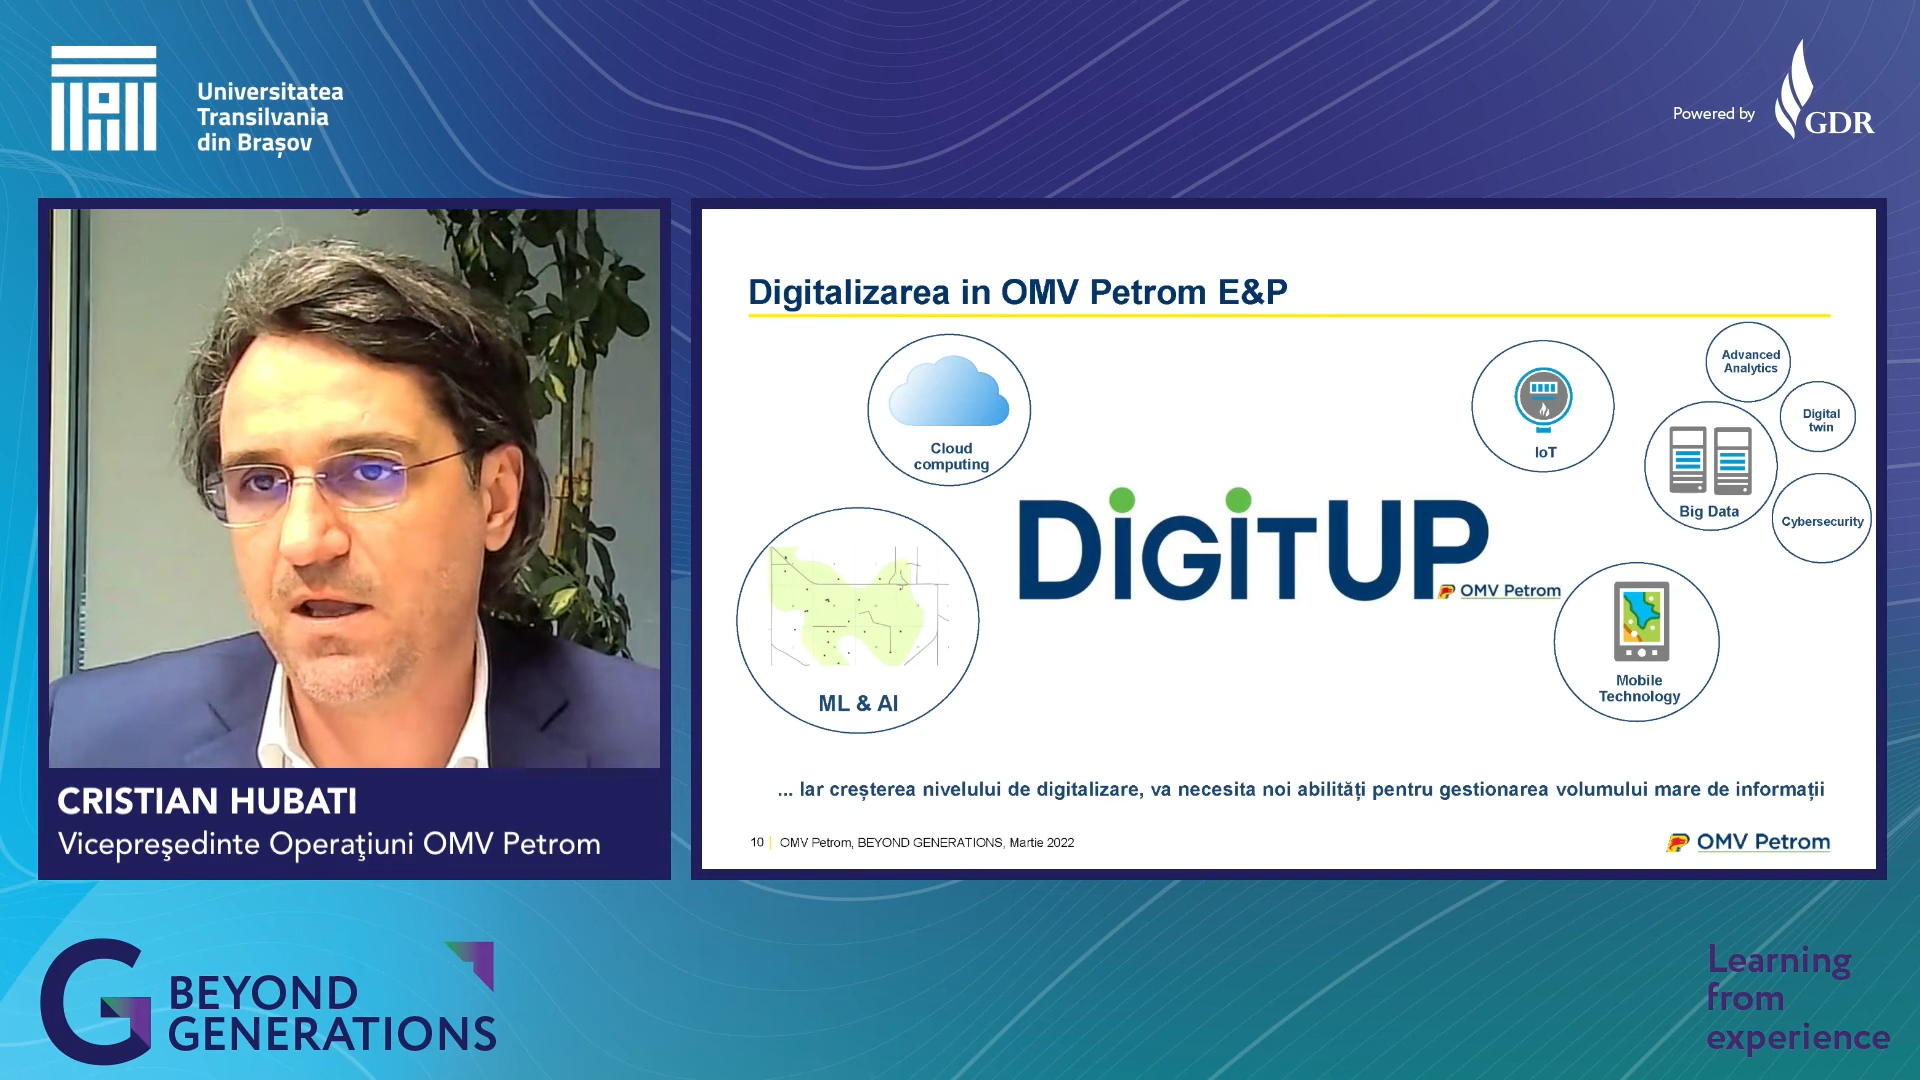 Universitatea
Transilvania
din Brașov
Powered by
GDR
CRISTIAN HUBATI
Vicepreşedinte Operaţiuni OMV Petrom
Digitalizarea in OMV Petrom E&P
Cloud
computing
IoT
Advanced
Analytics
Digital
twin
Big Data
Cybersecurity
DiGiTUP
OMV Petrom
ML & AI
Mobile
Technology
... Iar creșterea nivelului de digitalizare, va necesita noi abilități pentru gestionarea volumului mare de informații
10 OMV Petrom, BEYOND GENERATIONS, Martie 2022
OMV Petrom
G BEYOND
GENERATIONS
Learning
from
experience